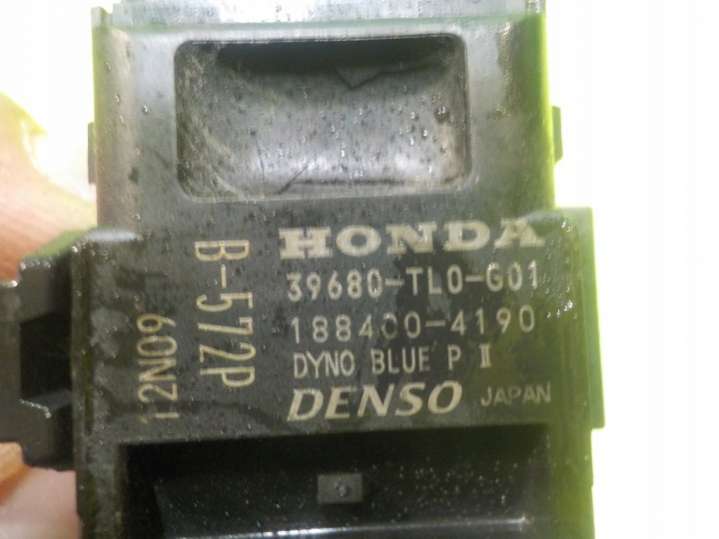 HONDA
39680-TL0-G01
188400-4190
DYNO BLUE P II
DENSO JAPAN
B-572P
12N09